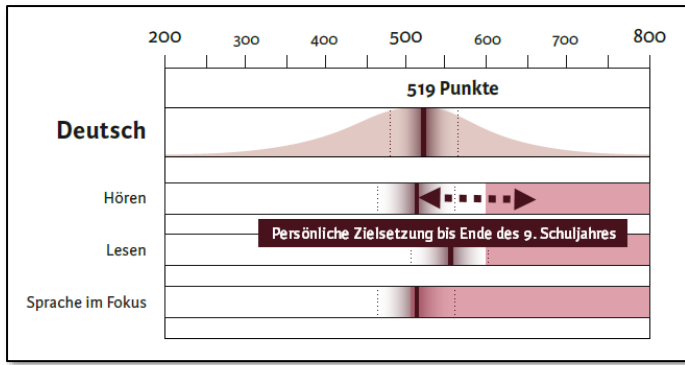 200 300 400 500 600 700 800
519 Punkte
Deutsch
Hören
Persönliche Zielsetzung bis Ende des 9. Schuljahres
Lesen
Sprache im Fokus